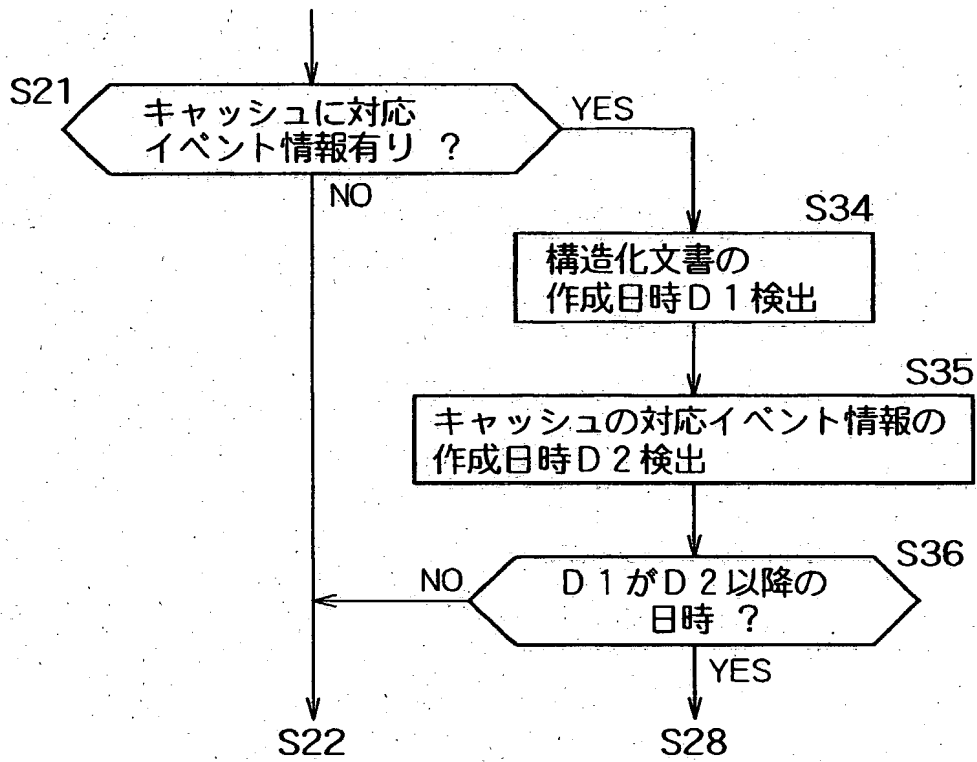 S21
キャッシュに対応
イベント情報有り ?
YES
NO
S34
構造化文書の
作成日時D1検出
S35
キャッシュの対応イベント情報の
作成日時D2検出
S36
D1がD2以降の
日時 ?
NO
YES
S22
S28